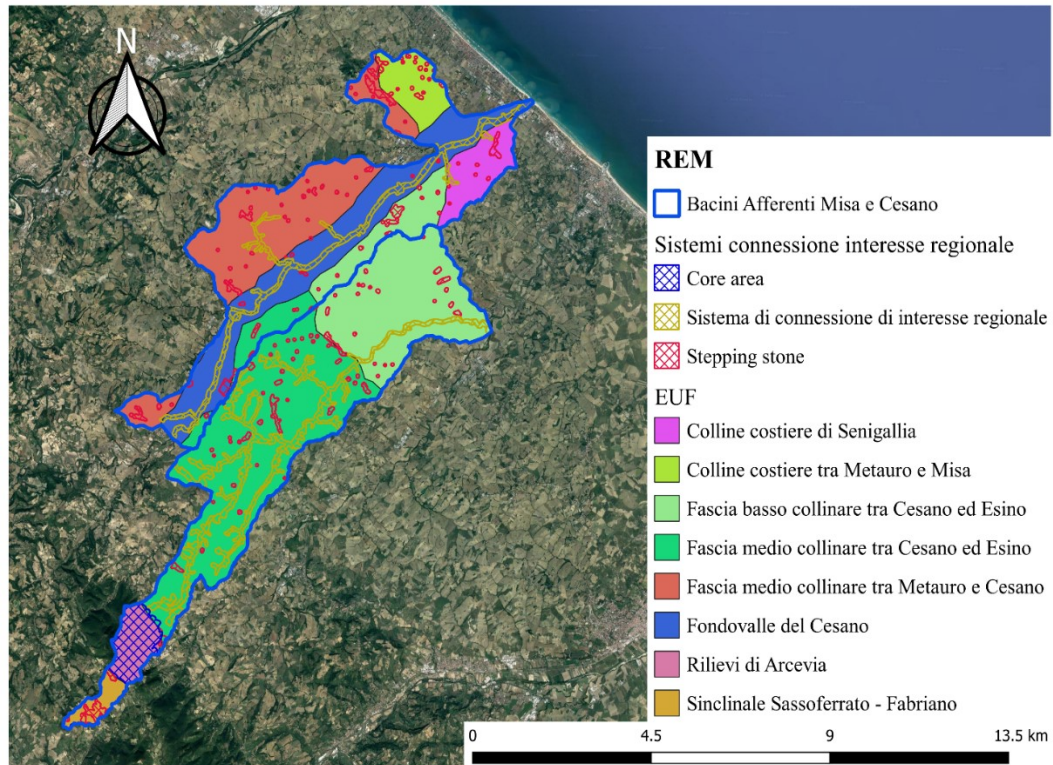 N
REM
Bacini Afferenti Misa e Cesano
Sistemi connessione interesse regionale
Core area
Sistema di connessione di interesse regionale
Stepping stone
EUF
Colline costiere di Senigallia
Colline costiere tra Metauro e Misa
Fascia basso collinare tra Cesano ed Esino
Fascia medio collinare tra Cesano ed Esino
Fascia medio collinare tra Metauro e Cesano
Fondovalle del Cesano
Rilievi di Arcevia
Sinclinale Sassoferrato - Fabriano
0 4.5 9 13.5 km